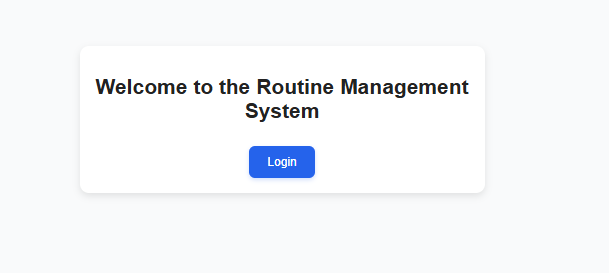 Welcome to the Routine Management
System
Login